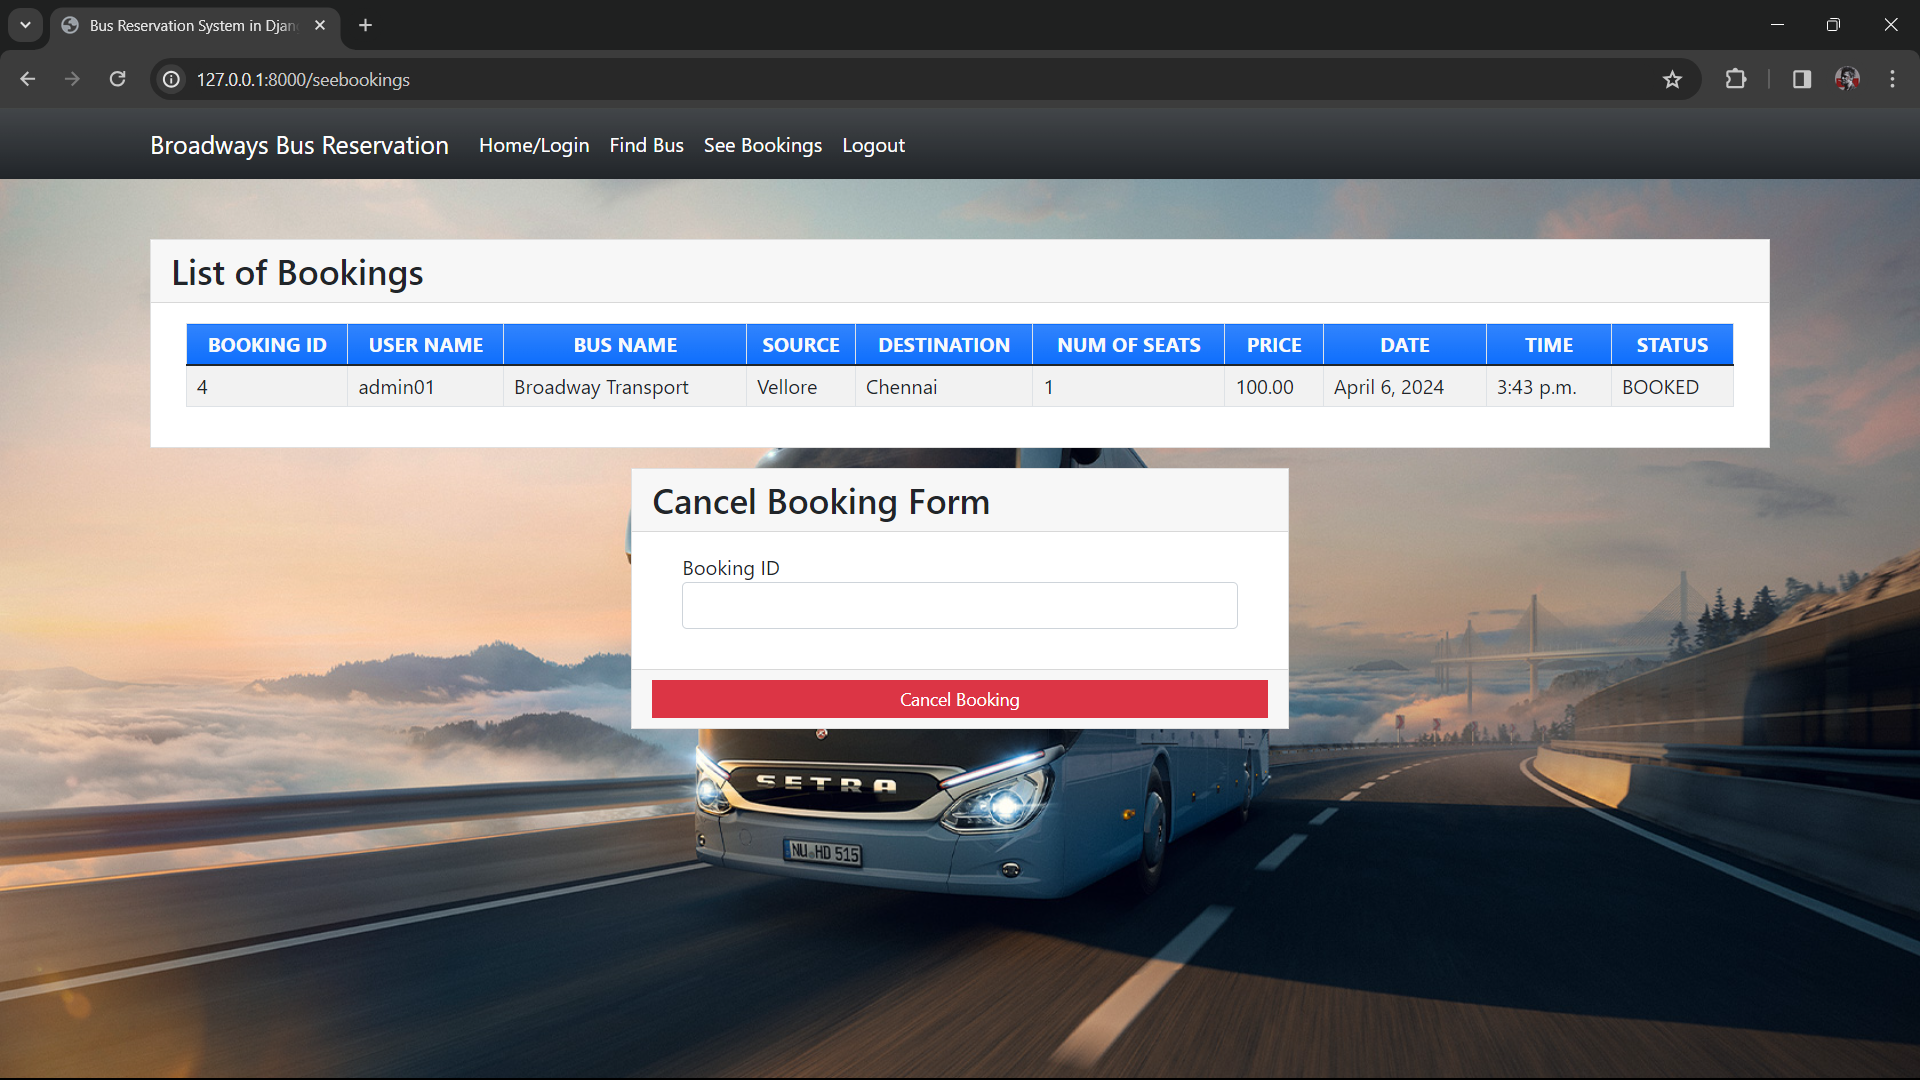 Bus Reservation System in Djan
127.0.0.1:8000/seebookings
Broadways Bus Reservation Home/Login Find Bus See Bookings Logout
List of Bookings
BOOKING ID USER NAME BUS NAME SOURCE DESTINATION NUM OF SEATS PRICE DATE TIME STATUS
4 admin01 Broadway Transport Vellore Chennai 1 100.00 April 6, 2024 3:43 p.m. BOOKED
Cancel Booking Form
Booking ID
Cancel Booking
SETRA
NU HD 515